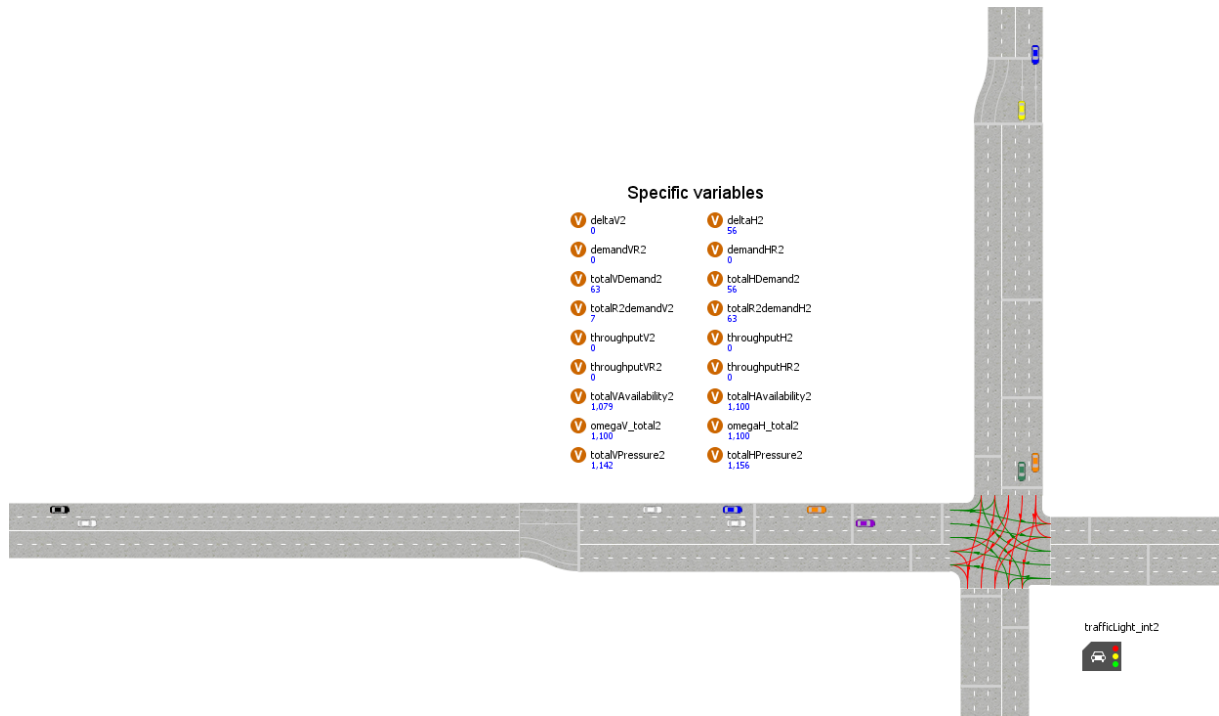 Specific variables
V deltaV2 V deltaH2
0 56
V demandVR2 V demandHR2
0 0
V totalVDemand2 V totalHDemand2
63 56
V totalR2demandV2 V totalR2demandH2
7 63
V throughputV2 V throughputH2
0 0
V throughputVR2 V throughputHR2
0 0
V totalVAvailability2 V totalHAvailability2
1,079 1,100
V omegaV_total2 V omegaH_total2
1,100 1,100
V totalVPressure2 V totalHPressure2
1,142 1,156
trafficLight_int2